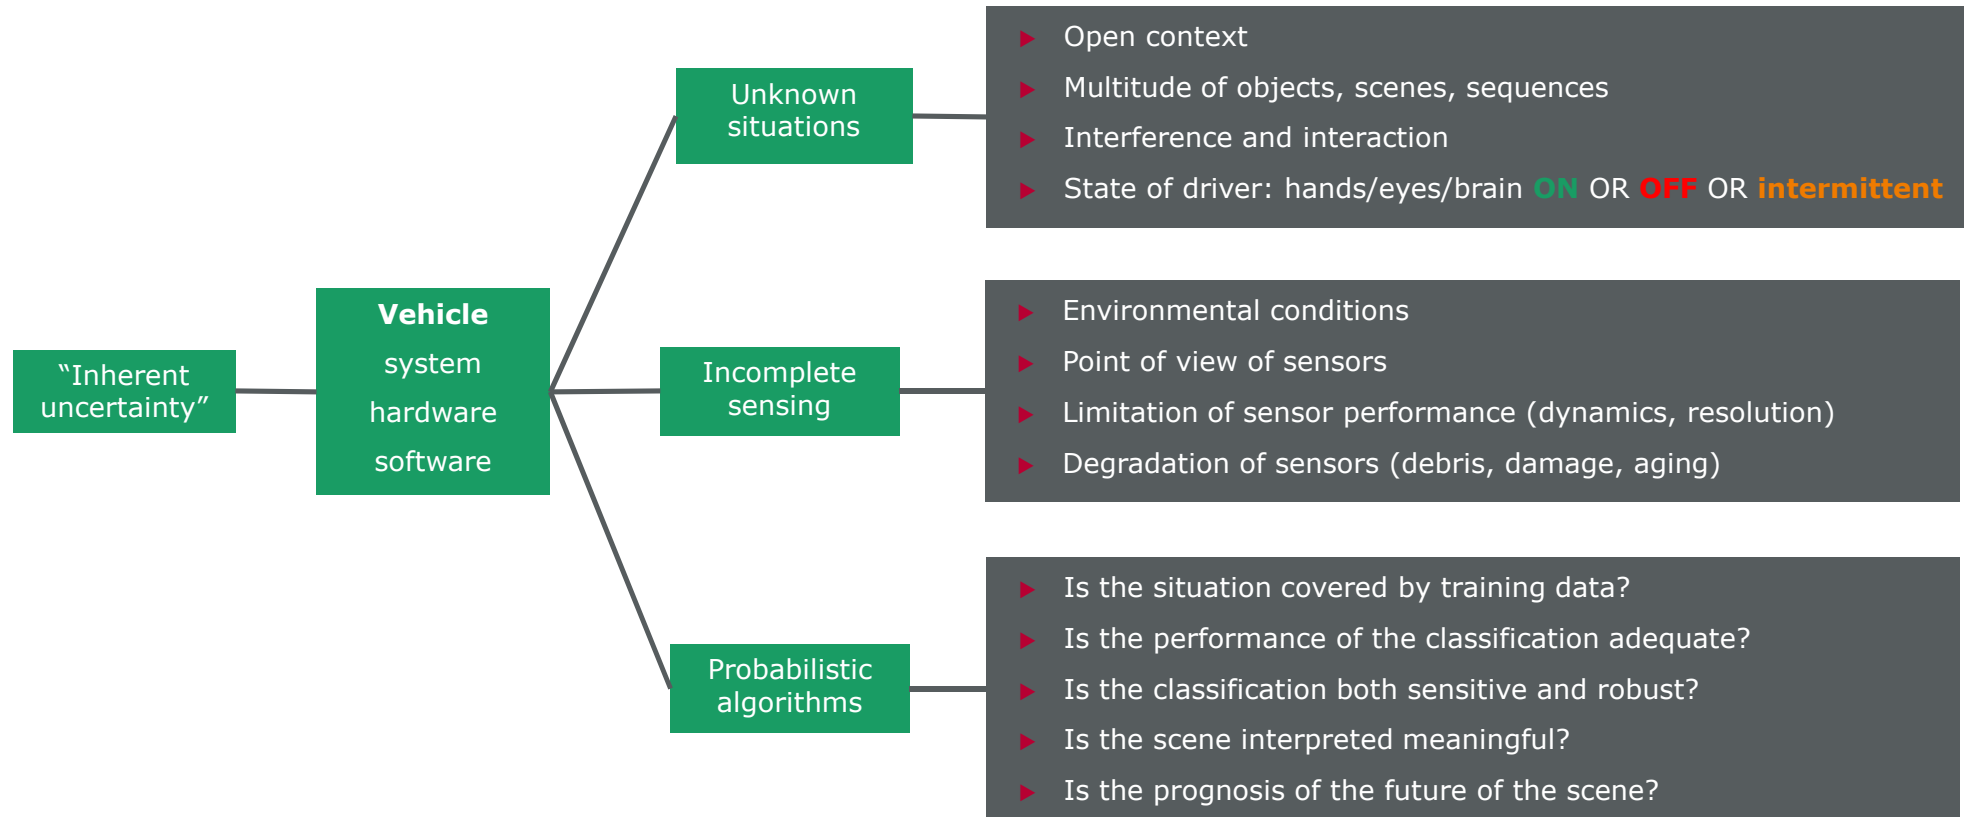 “Inherent
uncertainty”
Vehicle
system
hardware
software
Unknown
situations
Open context
Multitude of objects, scenes, sequences
Interference and interaction
State of driver: hands/eyes/brain ON OR OFF OR intermittent
Incomplete
sensing
Environmental conditions
Point of view of sensors
Limitation of sensor performance (dynamics, resolution)
Degradation of sensors (debris, damage, aging)
Probabilistic
algorithms
Is the situation covered by training data?
Is the performance of the classification adequate?
Is the classification both sensitive and robust?
Is the scene interpreted meaningful?
Is the prognosis of the future of the scene?